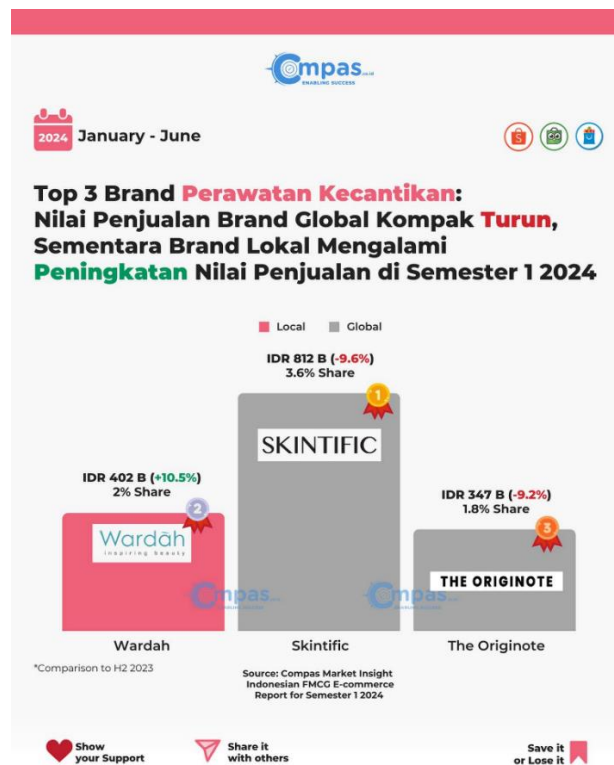 Compas.co.id
ENABLING SUCCESS
2024
January - June
Top 3 Brand Perawatan Kecantikan:
Nilai Penjualan Brand Global Kompak Turun,
Sementara Brand Lokal Mengalami
Peningkatan Nilai Penjualan di Semester 1 2024
Local
Global
IDR 812 B (-9.6%)
3.6% Share
1
SKINTIFIC
IDR 402 B (+10.5%)
2% Share
2
Wardah
inspiring beauty
IDR 347 B (-9.2%)
1.8% Share
3
THE ORIGINOTE
Compas
Compas
Wardah
Skintific
The Originote
*Comparison to H2 2023
Source: Compas Market Insight
Indonesian FMCG E-commerce
Report for Semester 1 2024
Show
your Support
Share it
with others
Save it
or Lose it